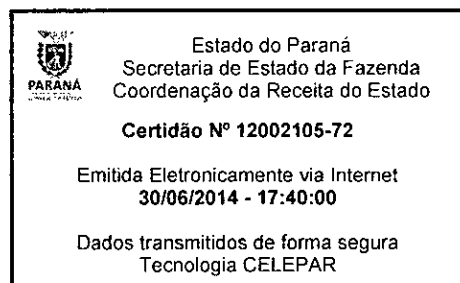 PARANÁ
Estado do Paraná
Secretaria de Estado da Fazenda
Coordenação da Receita do Estado
Certidão Nº 12002105-72
Emitida Eletronicamente via Internet
30/06/2014 - 17:40:00
Dados transmitidos de forma segura
Tecnologia CELEPAR